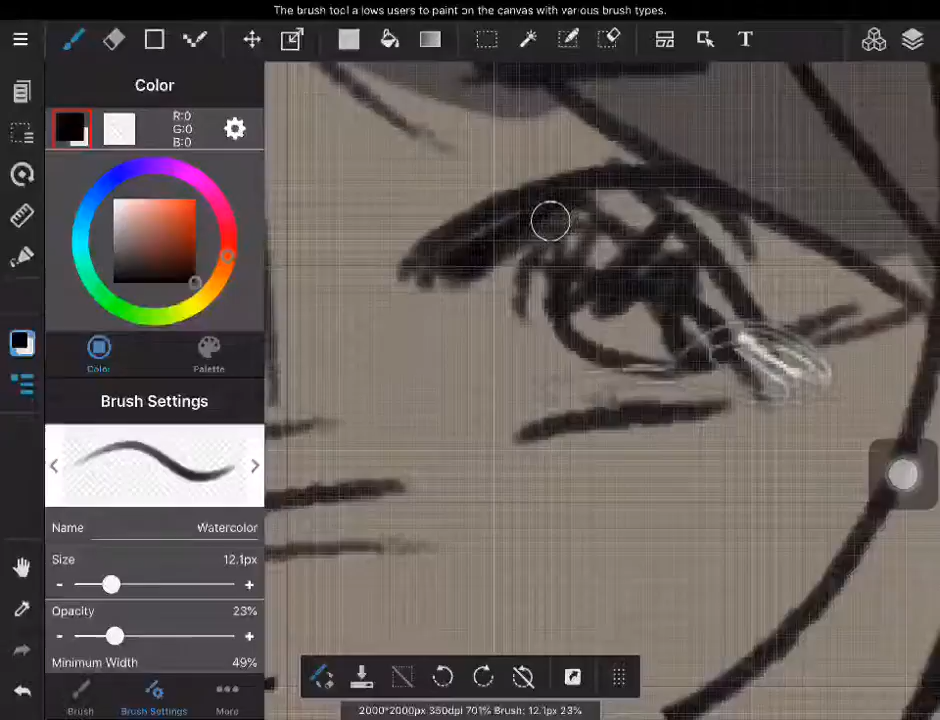 The brush tool a lows users to paint on the canvas with various brush types.
T
Color
R:0
G:0
B:0
Color
Palette
Brush Settings
Name Watercolor
Size 12.1px
- +
Opacity 23%
- +
Minimum Width 49%
Brush Brush Settings More
2000*2000px 350dpi 701% Brush: 12.1px 23%